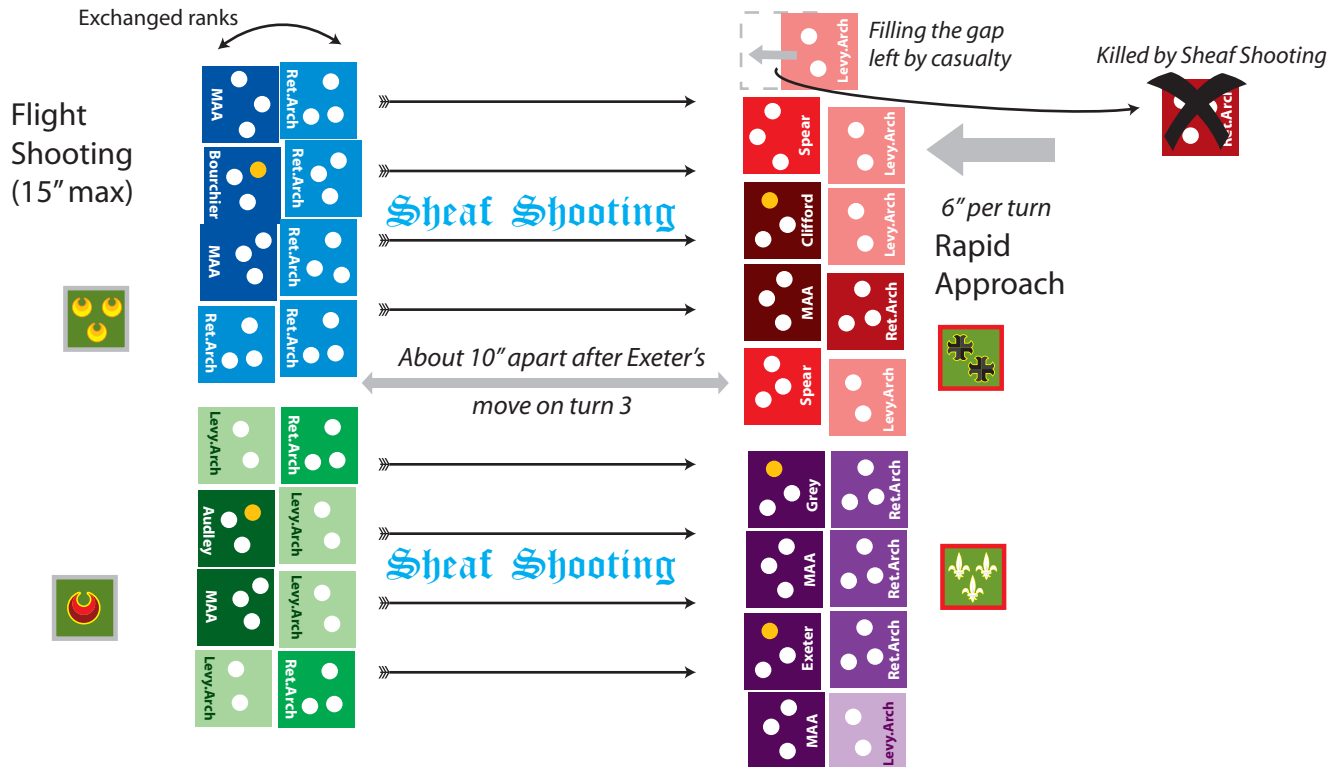 Exchanged ranks
Flight
Shooting
(15” max)
MAA
Ret.Arch
Bourchier
Ret.Arch
MAA
Ret.Arch
Ret.Arch
Ret.Arch
Levy.Arch
Ret.Arch
Audley
Levy.Arch
MAA
Levy.Arch
Levy.Arch
Ret.Arch
Sheaf Shooting
About 10” apart after Exeter’s
move on turn 3
Sheaf Shooting
Levy.Arch
Filling the gap
left by casualty
Killed by Sheaf Shooting
Ret.Arch
Spear
Levy.Arch
Clifford
Levy.Arch
MAA
Ret.Arch
Spear
Levy.Arch
6” per turn
Rapid
Approach
Grey
Ret.Arch
MAA
Ret.Arch
Exeter
Ret.Arch
MAA
Levy.Arch